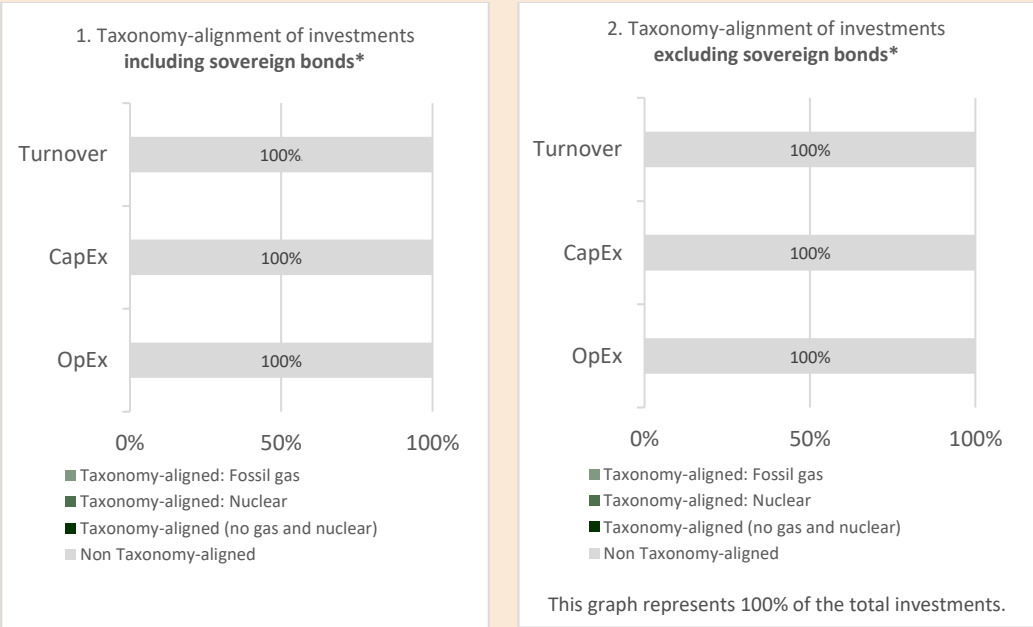 1. Taxonomy-alignment of investments
including sovereign bonds*
Turnover
100%
CapEx
100%
OpEx
100%
0% 50% 100%
Taxonomy-aligned: Fossil gas
Taxonomy-aligned: Nuclear
Taxonomy-aligned (no gas and nuclear)
Non Taxonomy-aligned
2. Taxonomy-alignment of investments
excluding sovereign bonds*
Turnover
100%
CapEx
100%
OpEx
100%
0% 50% 100%
Taxonomy-aligned: Fossil gas
Taxonomy-aligned: Nuclear
Taxonomy-aligned (no gas and nuclear)
Non Taxonomy-aligned
This graph represents 100% of the total investments.